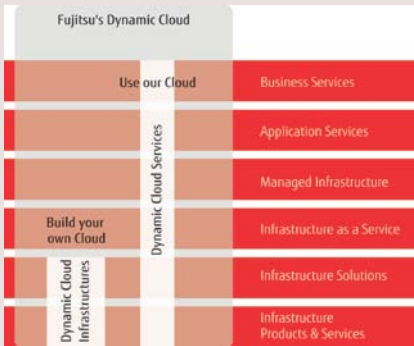 Fujitsu's Dynamic Cloud
Use our Cloud
Business Services
Application Services
Managed Infrastructure
Dynamic Cloud Services
Build your
own Cloud
Infrastructure as a Service
Dynamic Cloud
Infrastructures
Infrastructure Solutions
Infrastructure
Products & Services